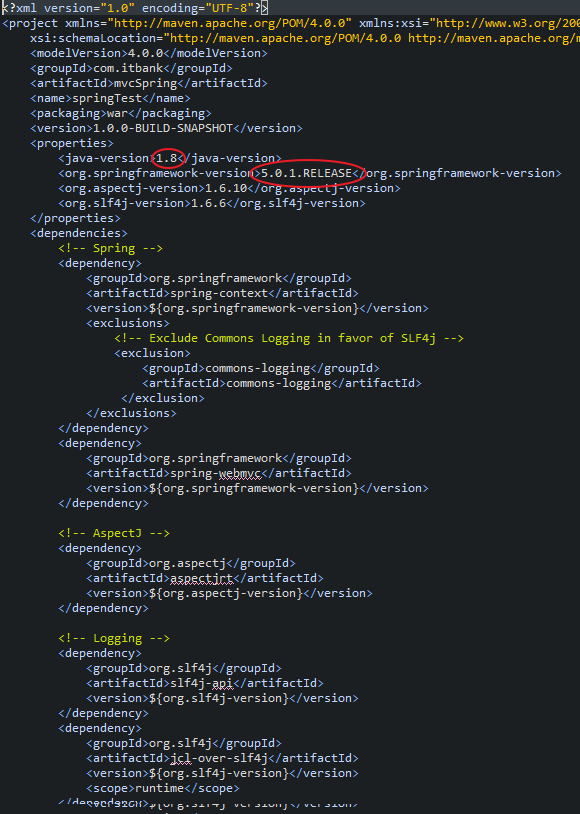 <?xml version="1.0" encoding="UTF-8"?>
<project xmlns="http://maven.apache.org/POM/4.0.0" xmlns:xsi="http://www.w3.org/200
xsi:schemaLocation="http://maven.apache.org/POM/4.0.0 http://maven.apache.org/m
<modelVersion>4.0.0</modelVersion>
<groupId>com.itbank</groupId>
<artifactId>mvcSpring</artifactId>
<name>springTest</name>
<packaging>war</packaging>
<version>1.0.0-BUILD-SNAPSHOT</version>
<properties>
<java-version>1.8</java-version>
<org.springframework-version>5.0.1.RELEASE</org.springframework-version>
<org.aspectj-version>1.6.10</org.aspectj-version>
<org.slf4j-version>1.6.6</org.slf4j-version>
</properties>
<dependencies>
<!-- Spring -->
<dependency>
<groupId>org.springframework</groupId>
<artifactId>spring-context</artifactId>
<version>${org.springframework-version}</version>
<exclusions>
<!-- Exclude Commons Logging in favor of SLF4j -->
<exclusion>
<groupId>commons-logging</groupId>
<artifactId>commons-logging</artifactId>
</exclusion>
</exclusions>
</dependency>
<dependency>
<groupId>org.springframework</groupId>
<artifactId>spring-webmvc</artifactId>
<version>${org.springframework-version}</version>
</dependency>
<!-- AspectJ -->
<dependency>
<groupId>org.aspectj</groupId>
<artifactId>aspectjrt</artifactId>
<version>${org.aspectj-version}</version>
</dependency>
<!-- Logging -->
<dependency>
<groupId>org.slf4j</groupId>
<artifactId>slf4j-api</artifactId>
<version>${org.slf4j-version}</version>
</dependency>
<dependency>
<groupId>org.slf4j</groupId>
<artifactId>jcl-over-slf4j</artifactId>
<version>${org.slf4j-version}</version>
<scope>runtime</scope>